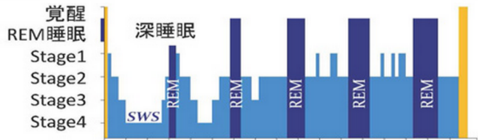 覚醒
REM睡眠
深睡眠
Stage1
Stage2
Stage3
Stage4
SWS
REM
REM
REM
REM
REM